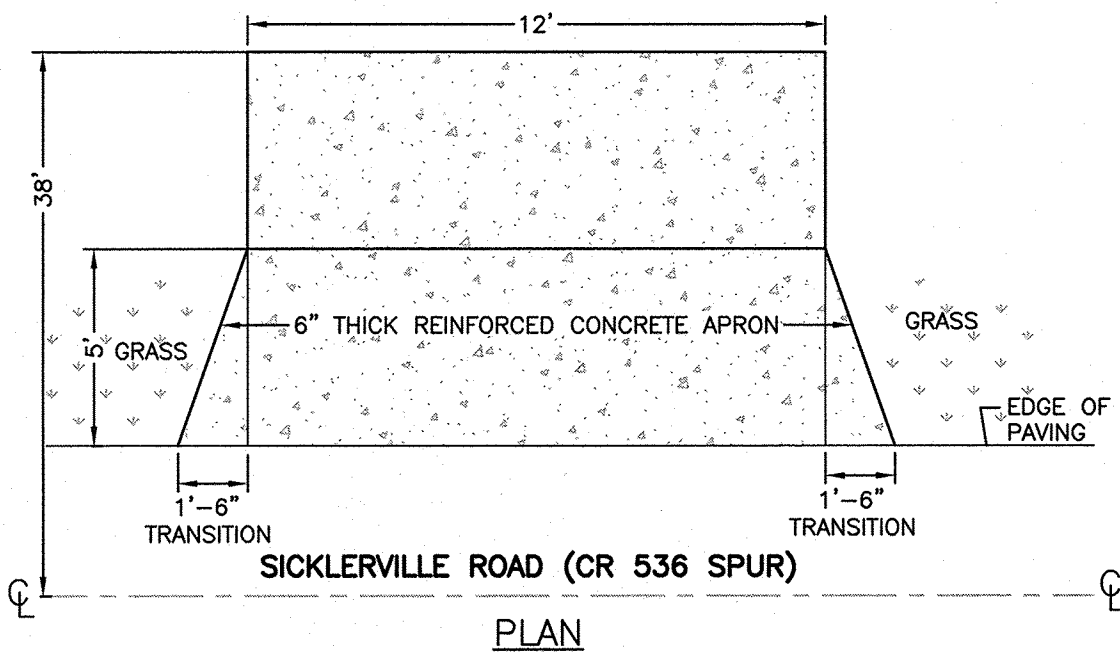 12'
38'
6" THICK REINFORCED CONCRETE APRON
GRASS
GRASS
5'
EDGE OF
PAVING
1'-6"
TRANSITION
1'-6"
TRANSITION
SICKLERVILLE ROAD (CR 536 SPUR)
℄
℄
PLAN